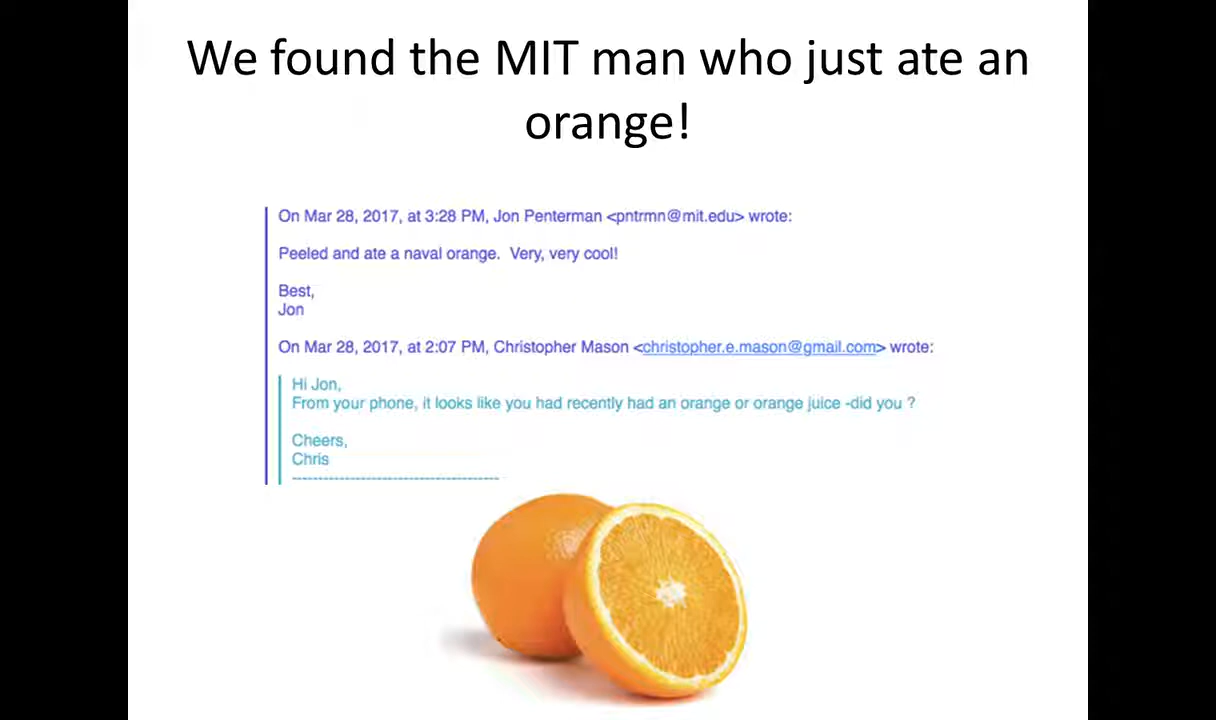 We found the MIT man who just ate an
orange!
On Mar 28, 2017, at 3:28 PM, Jon Penterman <pntrmn@mit.edu> wrote:
Peeled and ate a naval orange.  Very, very cool!
Best,
Jon
On Mar 28, 2017, at 2:07 PM, Christopher Mason <christopher.e.mason@gmail.com> wrote:
Hi Jon,
From your phone, it looks like you had recently had an orange or orange juice -did you ?
Cheers,
Chris
----------------------------------------